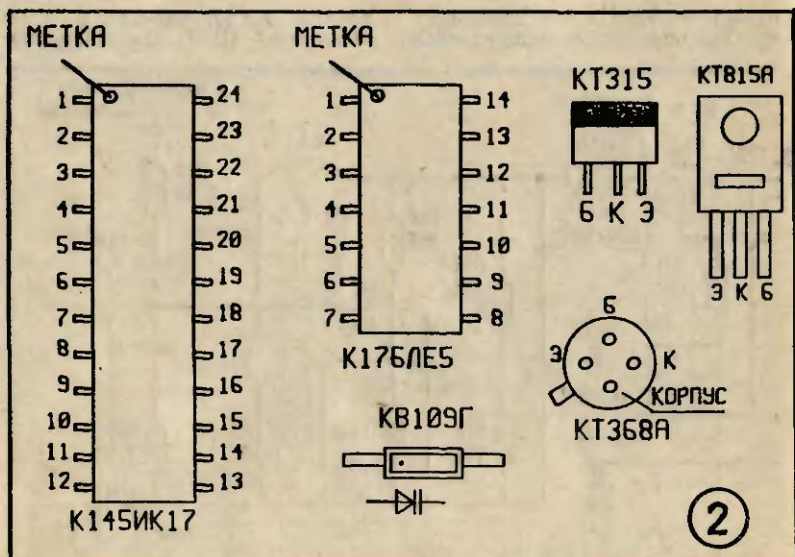 МЕТКА
1 24
2 23
3 22
4 21
5 20
6 19
7 18
8 17
9 16
10 15
11 14
12 13
К145ИК17
МЕТКА
1 14
2 13
3 12
4 11
5 10
6 9
7 8
К176ЛЕ5
КВ109Г
КТ315
Б К Э
КТ815А
Э К Б
Б
Э К
КОРПУС
КТ368А
2